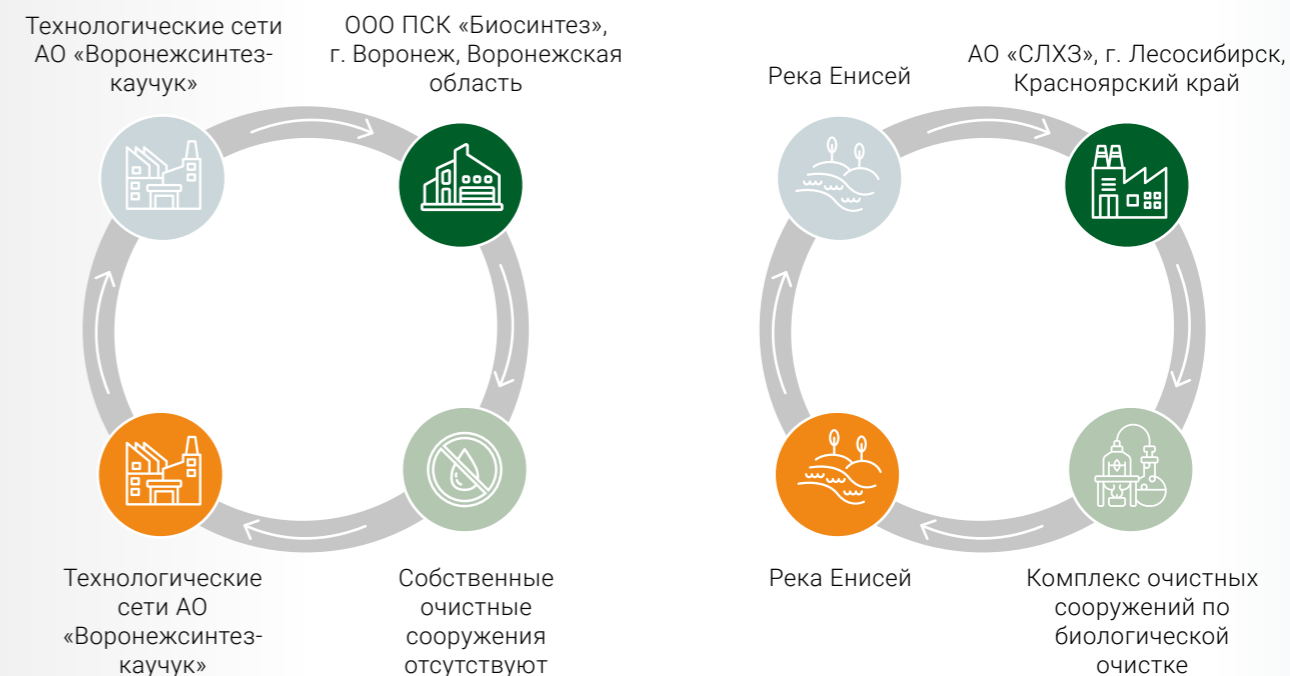 Технологические сети
АО «Воронежсинтез-
каучук»
ООО ПСК «Биосинтез»,
г. Воронеж, Воронежская
область
Технологические
сети АО
«Воронежсинтез-
каучук»
Собственные
очистные
сооружения
отсутствуют
Река Енисей
АО «СЛХЗ», г. Лесосибирск,
Красноярский край
Река Енисей
Комплекс очистных
сооружений по
биологической
очистке